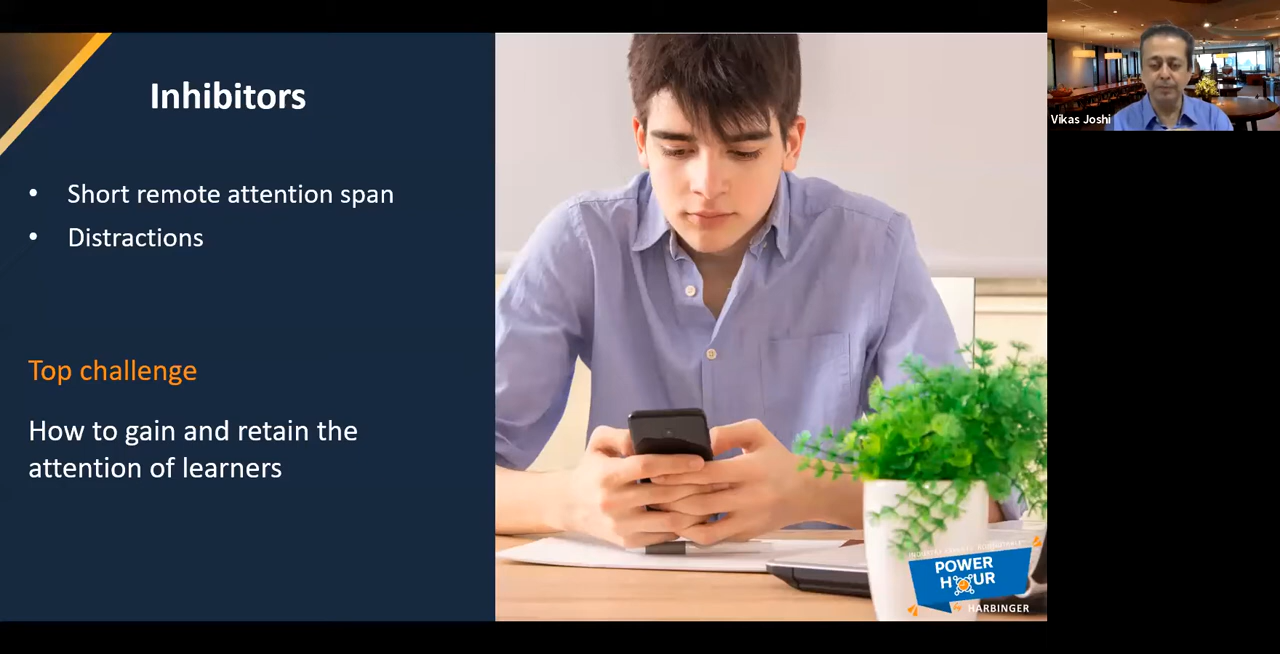 Inhibitors
Vikas Joshi
• Short remote attention span
• Distractions
Top challenge
How to gain and retain the
attention of learners
POWER
HOUR
HARBINGER